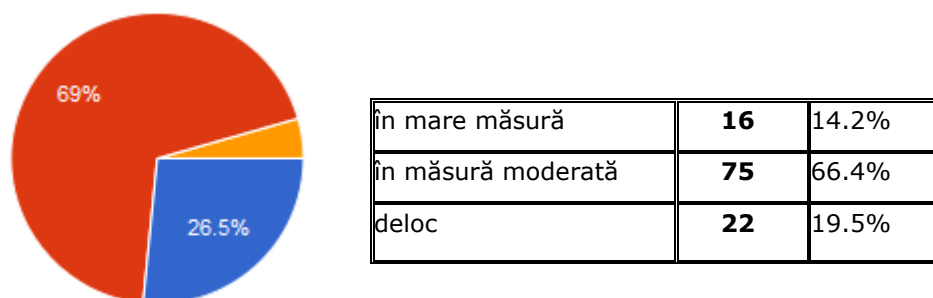 69%
26.5%
în mare măsură 16 14.2%
în măsură moderată 75 66.4%
deloc 22 19.5%